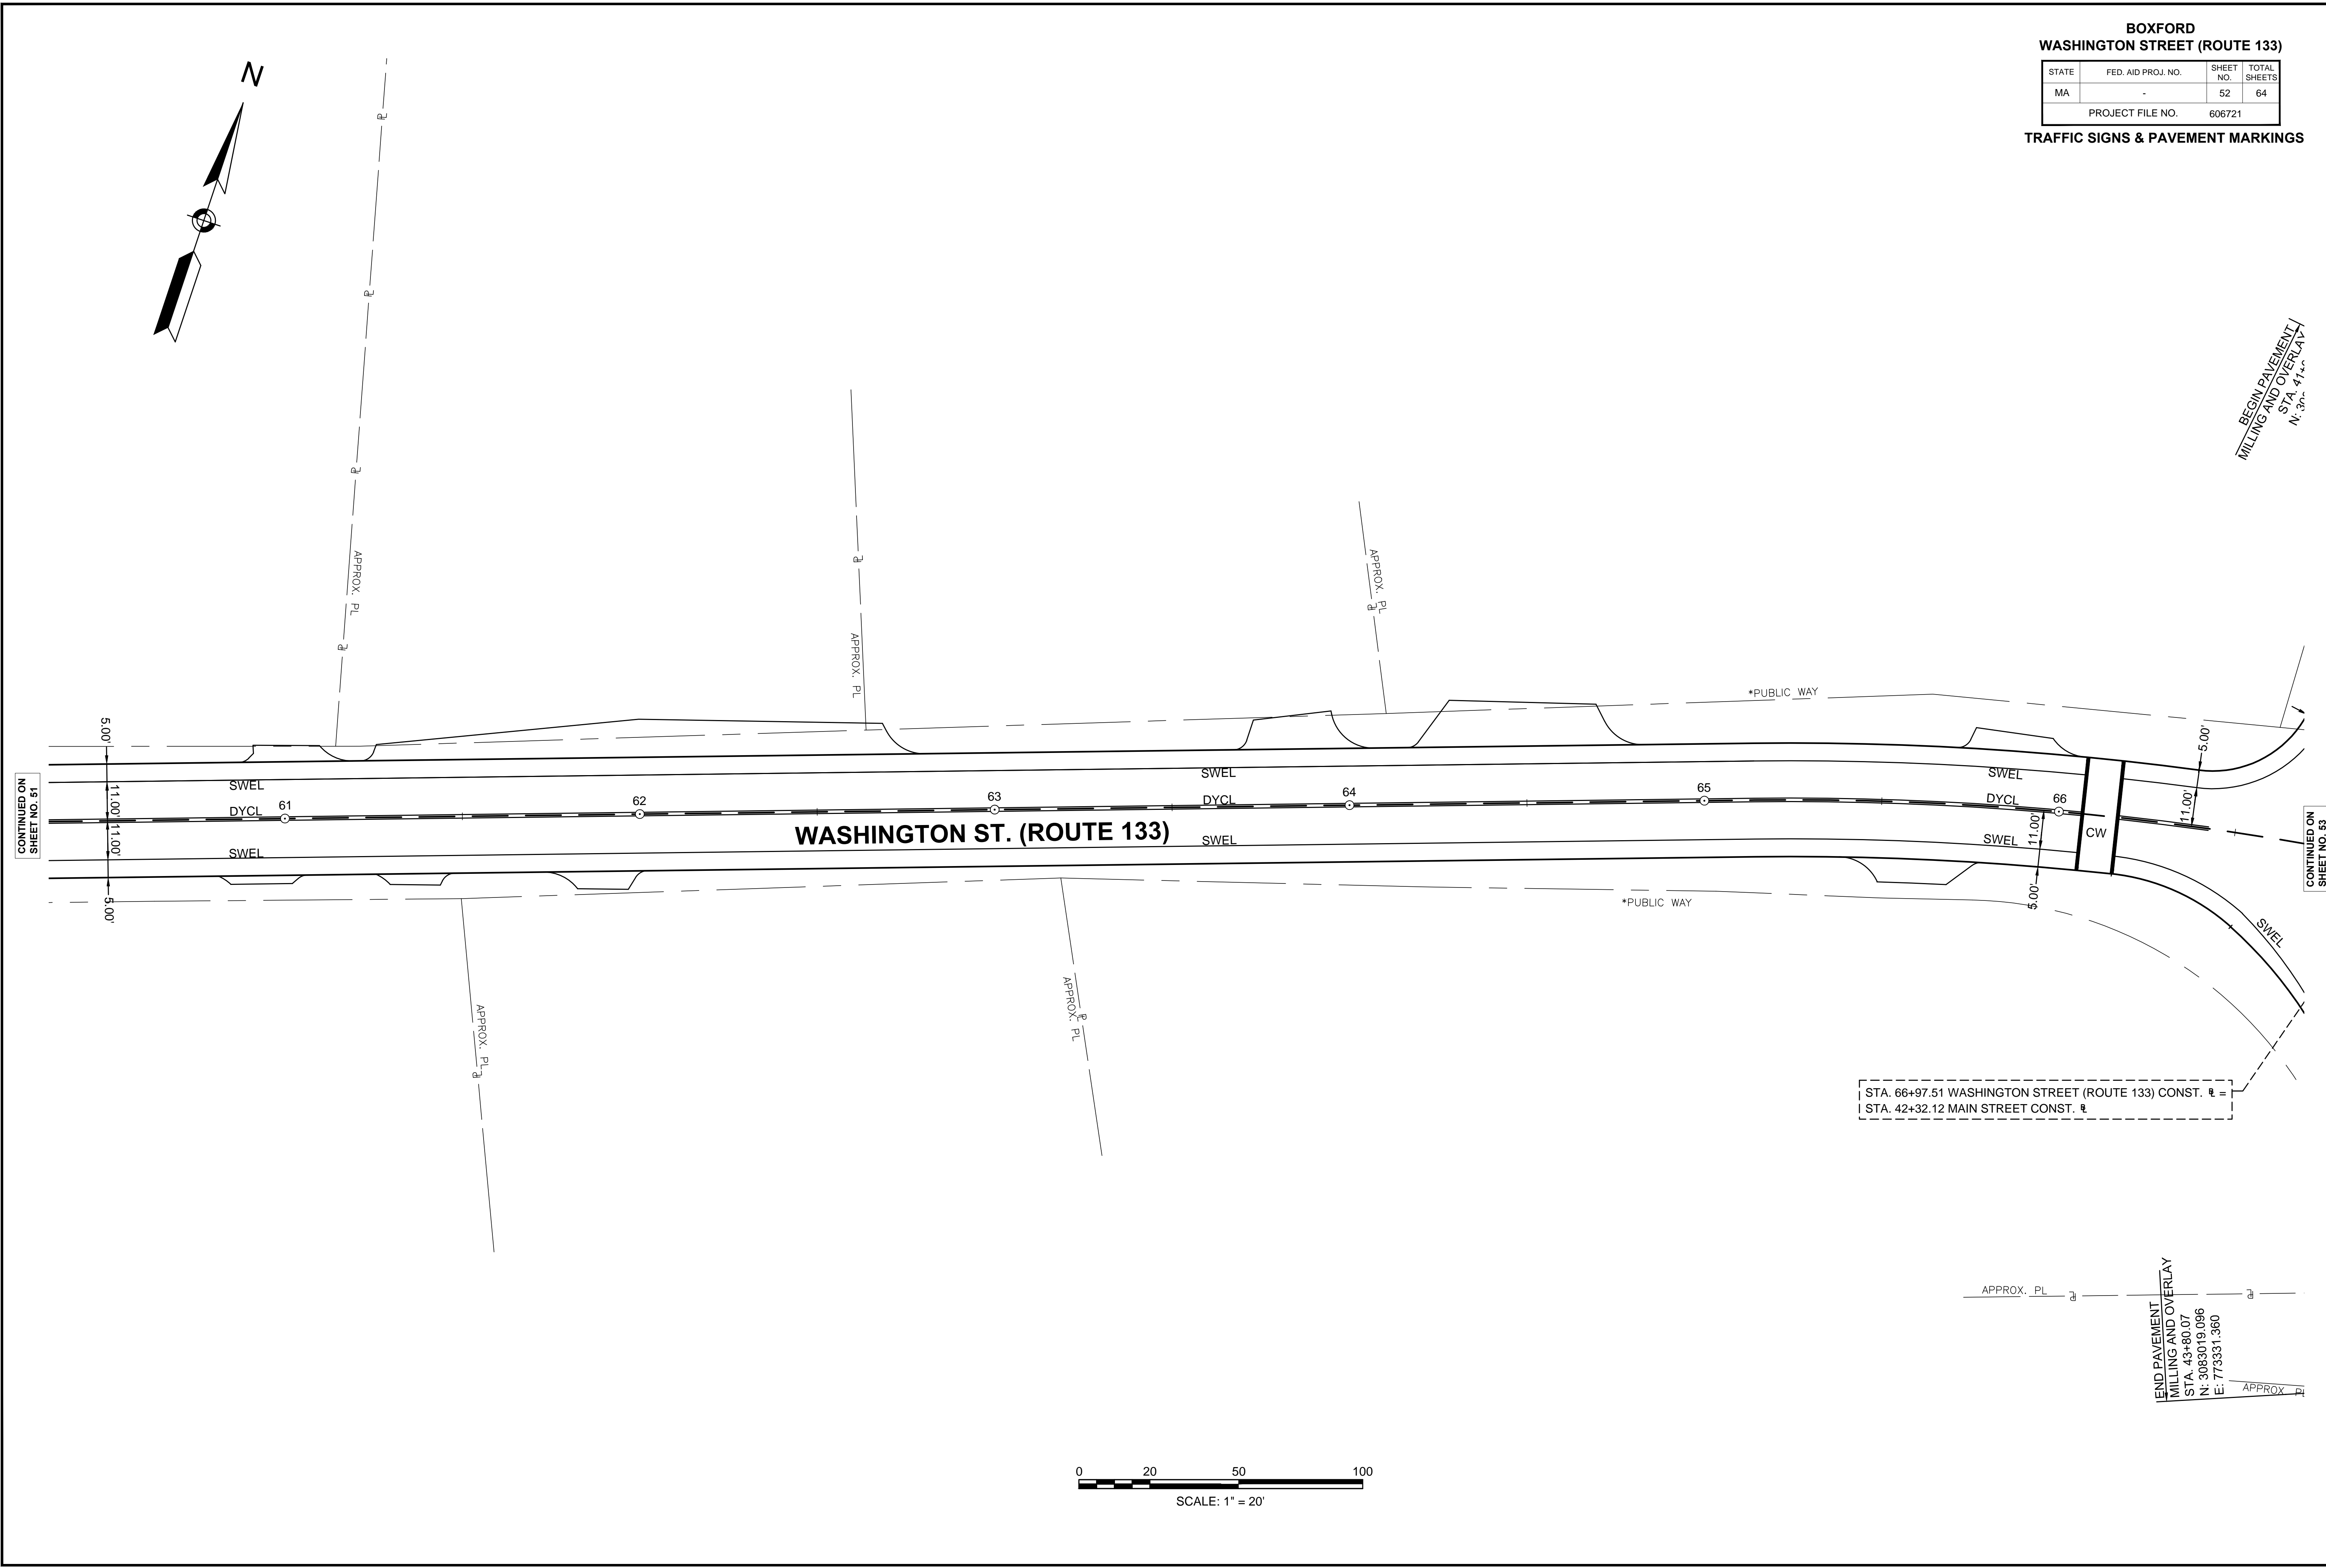 BOXFORD
WASHINGTON STREET (ROUTE 133)
STATE
FED. AID PROJ. NO.
SHEET NO.
TOTAL SHEETS
MA
-
52
64
PROJECT FILE NO.
606721
TRAFFIC SIGNS & PAVEMENT MARKINGS
N
BEGIN PAVEMENT
MILLING AND OVERLAY
STA. 41+
N: 30
APPROX. PL
APPROX. PL
APPROX. PL
*PUBLIC WAY
5.00'
11.00'
11.00'
5.00'
CONTINUED ON
SHEET NO. 51
SWEL
DYCL
61
SWEL
62
63
SWEL
DYCL
64
SWEL
65
SWEL
DYCL
66
SWEL
WASHINGTON ST. (ROUTE 133)
11.00'
5.00'
CW
5.00'
11.00'
CONTINUED ON
SHEET NO. 53
*PUBLIC WAY
SWEL
APPROX. PL
APPROX. PL
STA. 66+97.51 WASHINGTON STREET (ROUTE 133) CONST. ℄ =
STA. 42+32.12 MAIN STREET CONST. ℄
APPROX. PL
END PAVEMENT
MILLING AND OVERLAY
STA. 43+80.07
N: 3083019.096
E: 773331.360
APPROX. PL
0 20 50 100
SCALE: 1" = 20'